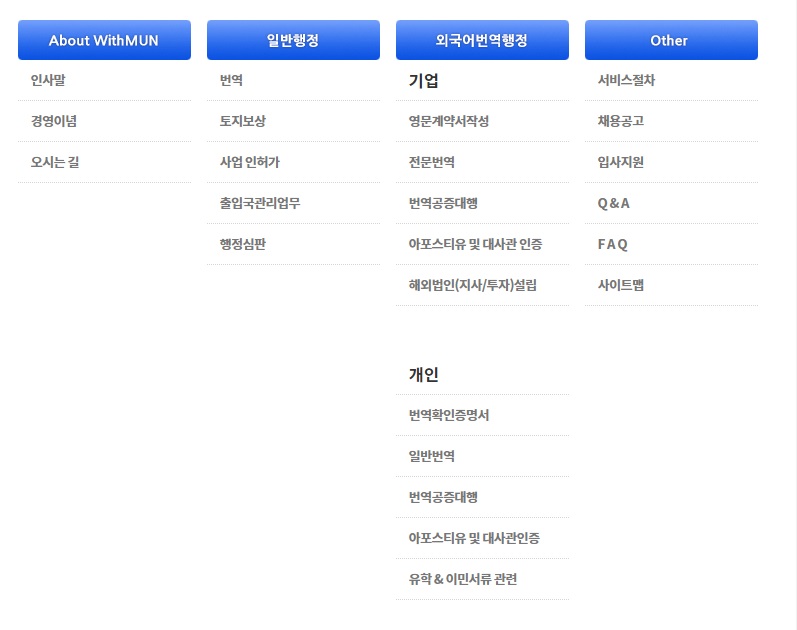 About WithMUN
인사말
경영이념
오시는 길
일반행정
번역
토지보상
사업 인허가
출입국관리업무
행정심판
외국어번역행정
기업
영문계약서작성
전문번역
번역공증대행
아포스티유 및 대사관 인증
해외법인(지사/투자)설립
개인
번역확인증명서
일반번역
번역공증대행
아포스티유 및 대사관인증
유학 & 이민서류 관련
Other
서비스절차
채용공고
입사지원
Q & A
F A Q
사이트맵